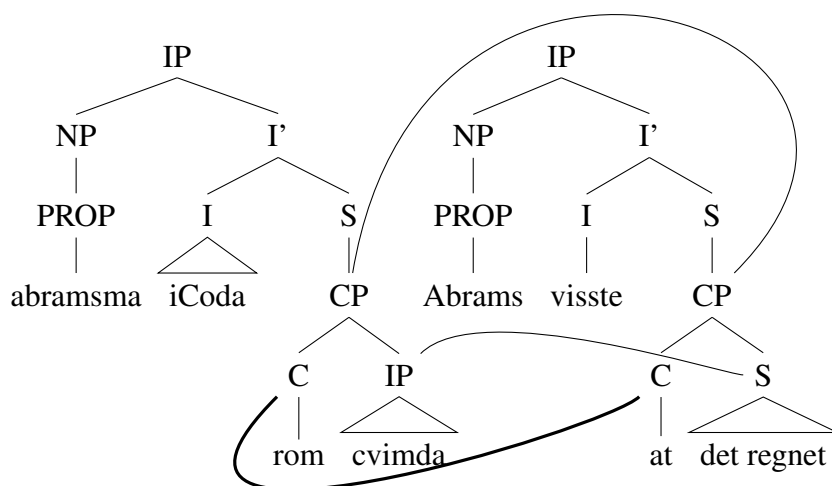 IP IP
NP I' NP I'
PROP I S PROP I S
abramsma iCoda CP Abrams visste CP
C IP C S
rom cvimda at det regnet